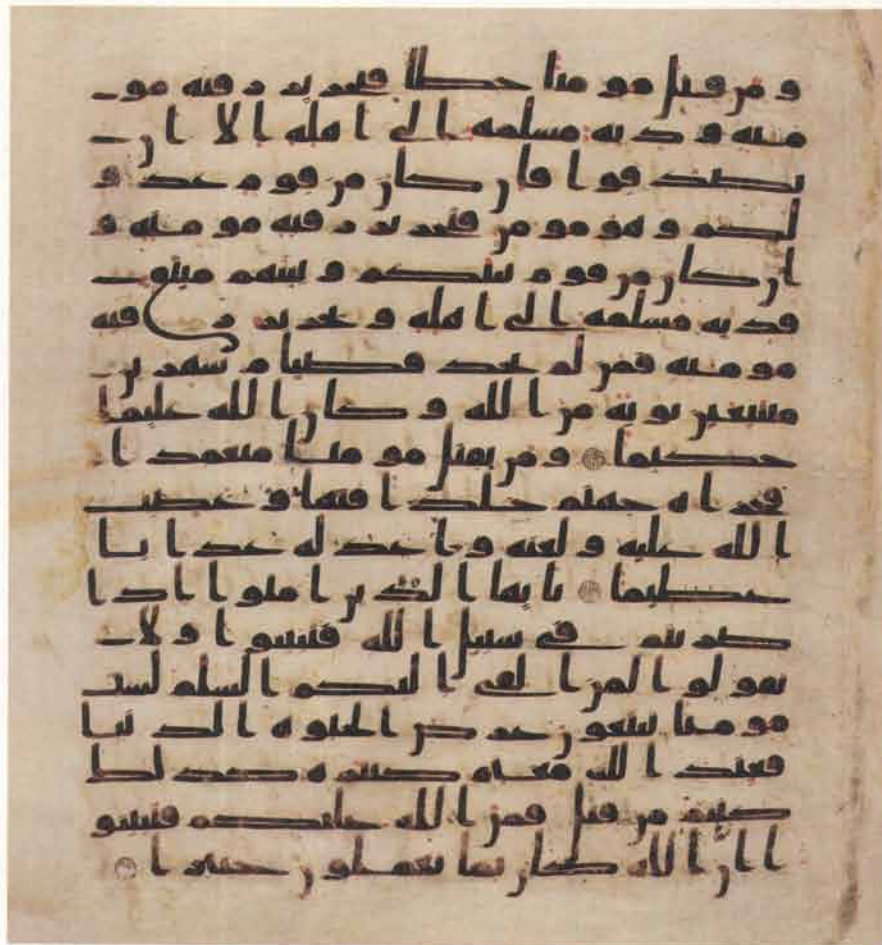 ومن قتل مومنا خطا فتحرير رقبه مو
منه وديه مسلمه الى اهله الا ان
يصدقوا فان كان من قوم عدو
لكم وهو مومن فتحرير رقبه مومنه و
ان كان من قوم بينكم وبينهم ميثق
فديه مسلمه الى اهله وتحرير رقبه
مومنه فمن لم يجد فصيام شهرين
متتبعين توبه من الله وكان الله عليما
حكيما ومن يقتل مومنا متعمدا
فجزاه جهنم خلدا فيها وغضب
الله عليه ولعنه واعد له عذابا
عظيما يايها الذين امنوا اذا
ضربتم في سبيل الله فتبينوا ولا
تقولوا لمن القى اليكم السلم لست
مومنا تبتغون عرض الحيوه الدنيا
فعند الله مغنم كثيره كذلك
كنتم من قبل فمن الله عليكم فتبينو
ا ان الله كان بما تعملون خبيرا